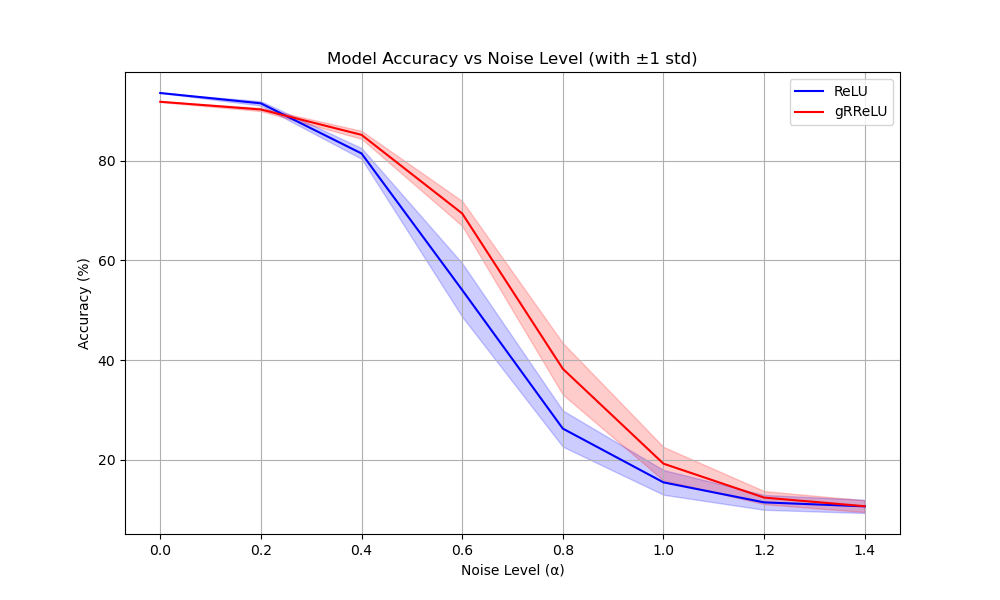 Model Accuracy vs Noise Level (with ±1 std)
ReLU
gRReLU
Accuracy (%)
80
60
40
20
0.0 0.2 0.4 0.6 0.8 1.0 1.2 1.4
Noise Level (α)